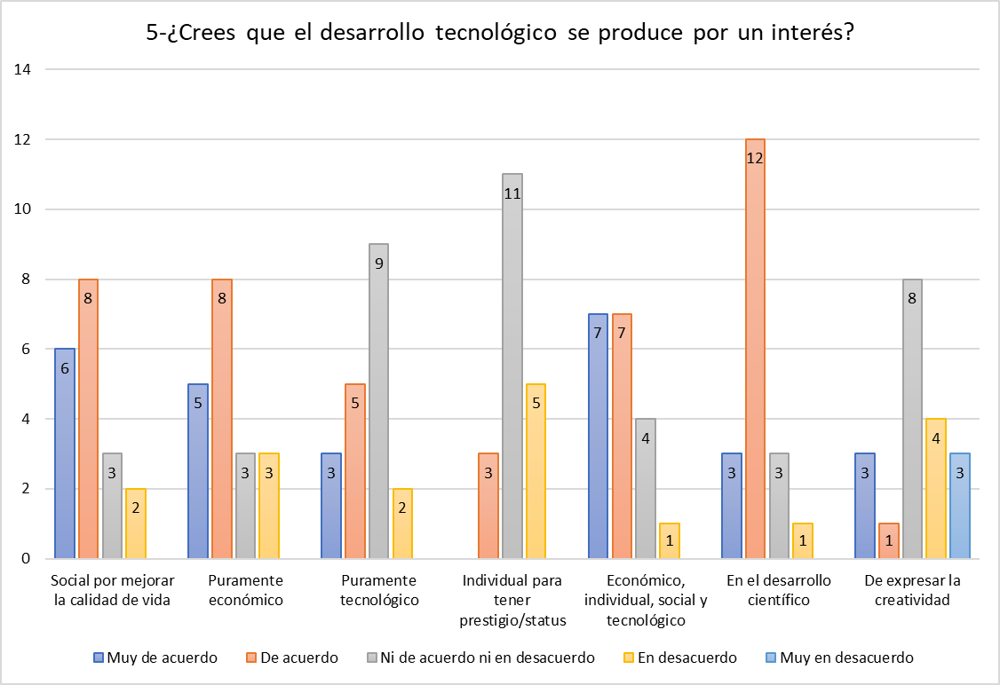 5-¿Crees que el desarrollo tecnológico se produce por un interés?
14
12
10
8
6
4
2
0
6
8
3
2
5
8
3
3
3
5
9
2
3
11
5
7
7
4
1
3
12
3
1
3
1
8
4
3
Social por mejorar
la calidad de vida
Puramente
económico
Puramente
tecnológico
Individual para
tener
prestigio/status
Económico,
individual, social y
tecnológico
En el desarrollo
científico
De expresar la
creatividad
Muy de acuerdo
De acuerdo
Ni de acuerdo ni en desacuerdo
En desacuerdo
Muy en desacuerdo